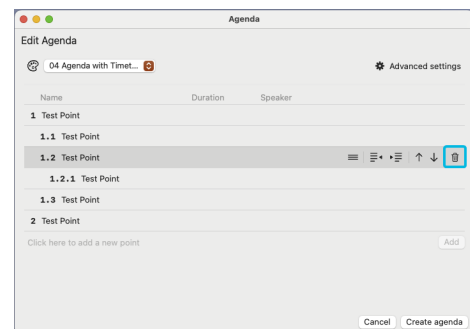 Agenda
Edit Agenda
04 Agenda with Timet...
Advanced settings
Name Duration Speaker
1 Test Point
1.1 Test Point
1.2 Test Point
1.2.1 Test Point
1.3 Test Point
2 Test Point
Click here to add a new point Add
Cancel Create agenda